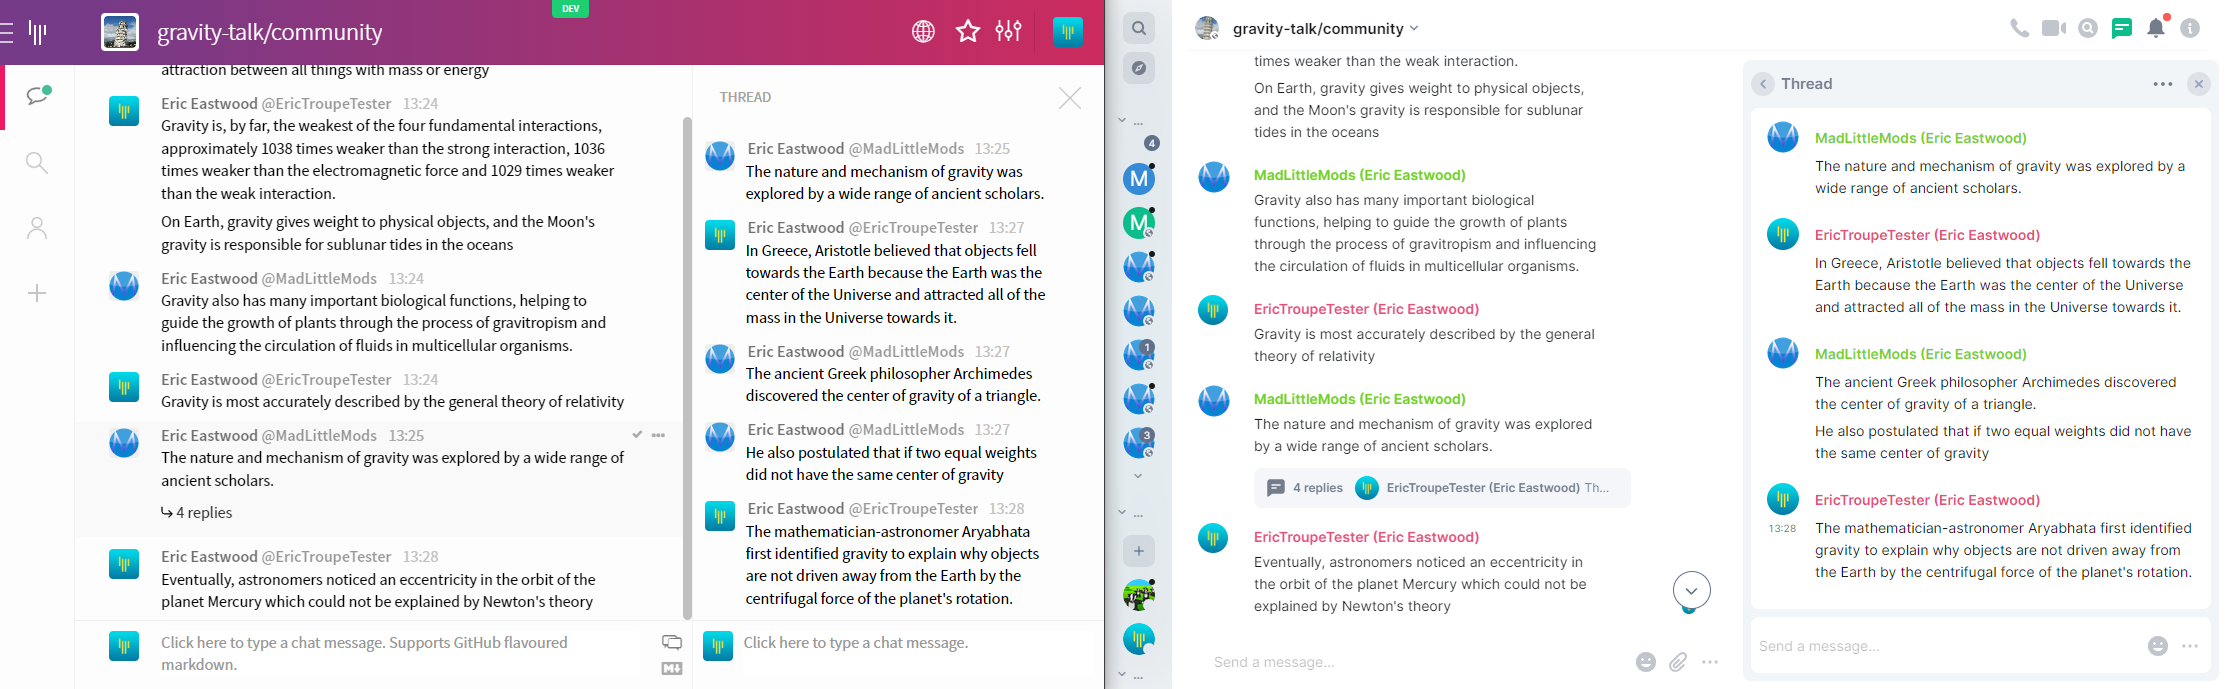 DEV
gravity-talk/community
attraction between all things with mass or energy
Eric Eastwood @EricTroupeTester 13:24
Gravity is, by far, the weakest of the four fundamental interactions,
approximately 1038 times weaker than the strong interaction, 1036
times weaker than the electromagnetic force and 1029 times weaker
than the weak interaction.
On Earth, gravity gives weight to physical objects, and the Moon's
gravity is responsible for sublunar tides in the oceans
Eric Eastwood @MadLittleMods 13:24
Gravity also has many important biological functions, helping to
guide the growth of plants through the process of gravitropism and
influencing the circulation of fluids in multicellular organisms.
Eric Eastwood @EricTroupeTester 13:24
Gravity is most accurately described by the general theory of relativity
Eric Eastwood @MadLittleMods 13:25
The nature and mechanism of gravity was explored by a wide range of
ancient scholars.
4 replies
Eric Eastwood @EricTroupeTester 13:28
Eventually, astronomers noticed an eccentricity in the orbit of the
planet Mercury which could not be explained by Newton's theory
Click here to type a chat message. Supports GitHub flavoured
markdown.
THREAD
Eric Eastwood @MadLittleMods 13:25
The nature and mechanism of gravity was
explored by a wide range of ancient scholars.
Eric Eastwood @EricTroupeTester 13:27
In Greece, Aristotle believed that objects fell
towards the Earth because the Earth was the
center of the Universe and attracted all of the
mass in the Universe towards it.
Eric Eastwood @MadLittleMods 13:27
The ancient Greek philosopher Archimedes
discovered the center of gravity of a triangle.
Eric Eastwood @MadLittleMods 13:27
He also postulated that if two equal weights
did not have the same center of gravity
Eric Eastwood @EricTroupeTester 13:28
The mathematician-astronomer Aryabhata
first identified gravity to explain why objects
are not driven away from the Earth by the
centrifugal force of the planet's rotation.
Click here to type a chat message.
...
4
M
M
1
3
...
...
gravity-talk/community
times weaker than the weak interaction.
On Earth, gravity gives weight to physical objects,
and the Moon's gravity is responsible for sublunar
tides in the oceans
MadLittleMods (Eric Eastwood)
Gravity also has many important biological
functions, helping to guide the growth of plants
through the process of gravitropism and influencing
the circulation of fluids in multicellular organisms.
EricTroupeTester (Eric Eastwood)
Gravity is most accurately described by the general
theory of relativity
MadLittleMods (Eric Eastwood)
The nature and mechanism of gravity was explored
by a wide range of ancient scholars.
4 replies EricTroupeTester (Eric Eastwood) Th...
EricTroupeTester (Eric Eastwood)
Eventually, astronomers noticed an eccentricity in
the orbit of the planet Mercury which could not be
explained by Newton's theory
Send a message...
Thread
MadLittleMods (Eric Eastwood)
The nature and mechanism of gravity was explored by a
wide range of ancient scholars.
EricTroupeTester (Eric Eastwood)
In Greece, Aristotle believed that objects fell towards the
Earth because the Earth was the center of the Universe
and attracted all of the mass in the Universe towards it.
MadLittleMods (Eric Eastwood)
The ancient Greek philosopher Archimedes discovered
the center of gravity of a triangle.
He also postulated that if two equal weights did not have
the same center of gravity
EricTroupeTester (Eric Eastwood)
13:28 The mathematician-astronomer Aryabhata first identified
gravity to explain why objects are not driven away from
the Earth by the centrifugal force of the planet's rotation.
Send a message...